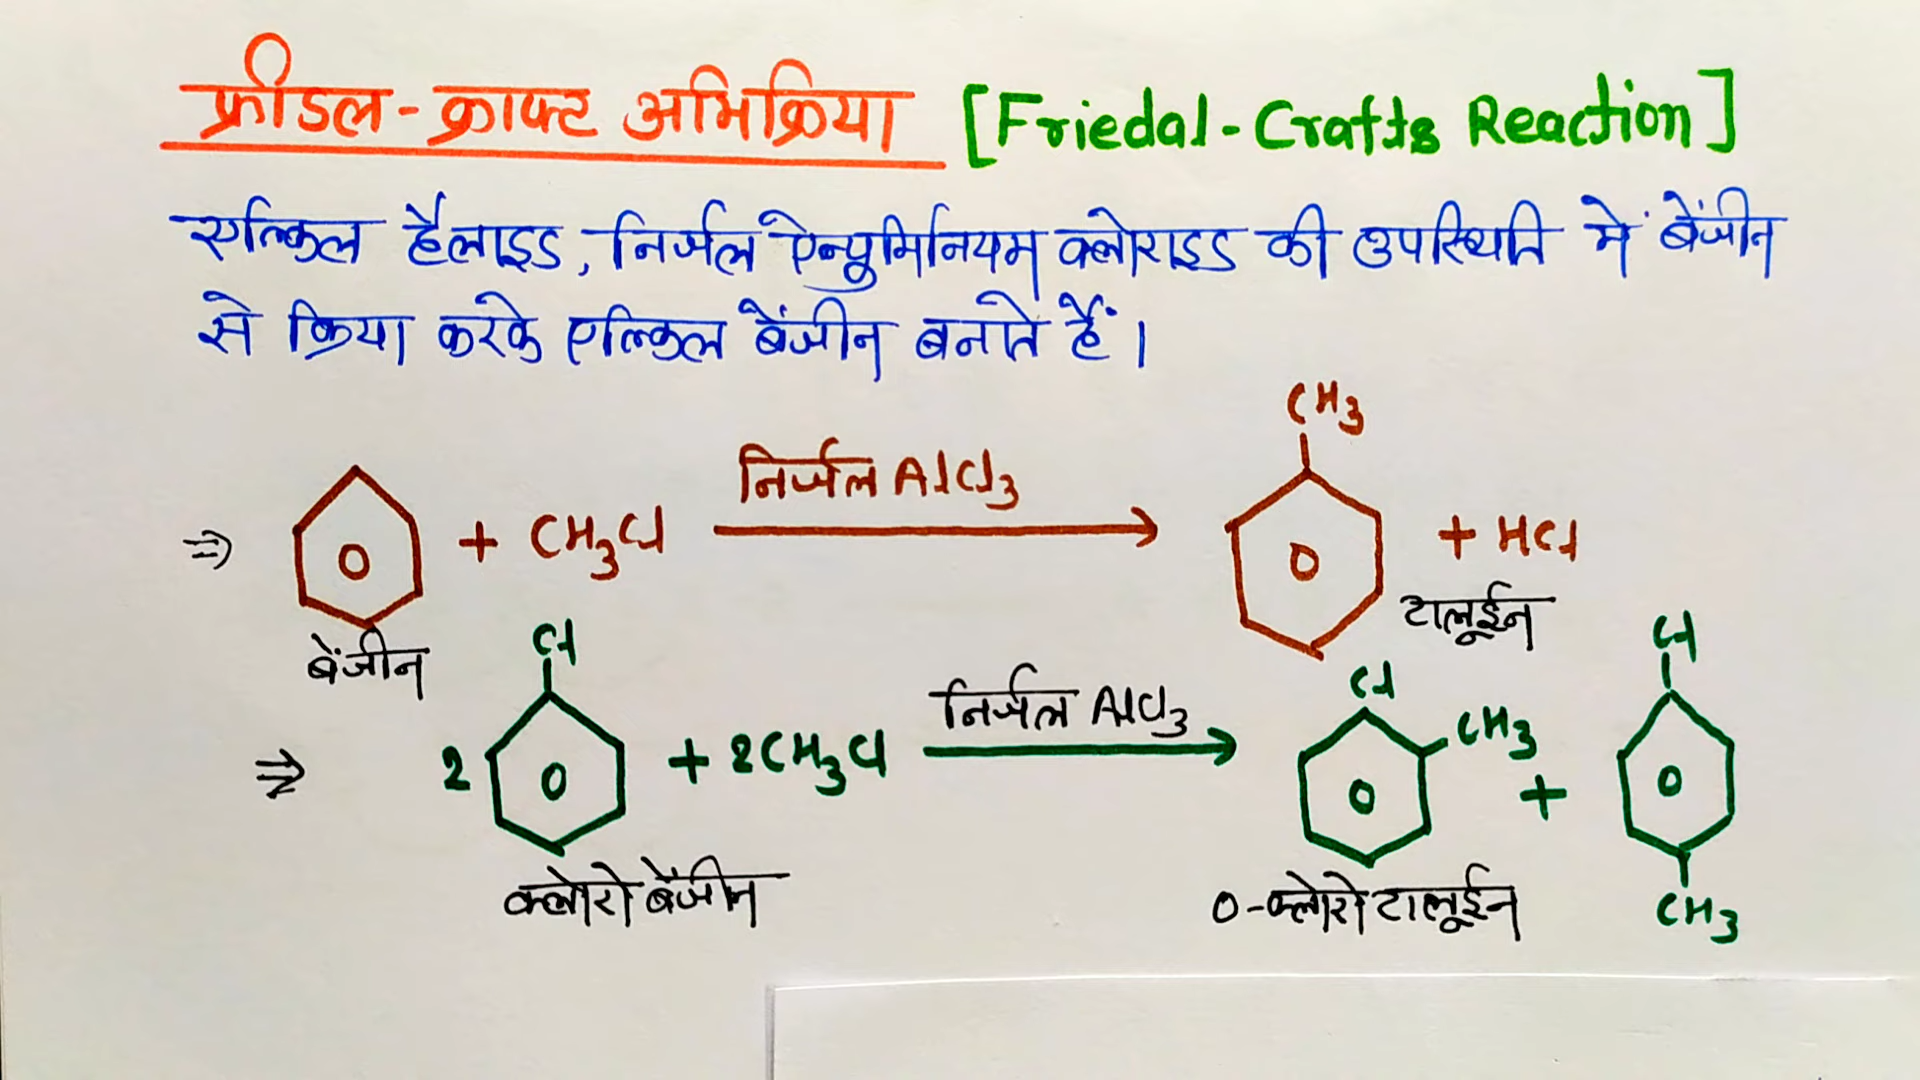 फ्रीडल-क्राफ्ट अभिक्रिया [Friedal-Crafts Reaction]
एल्किल हैलाइड, निर्जल ऐल्युमिनियम क्लोराइड की उपस्थिति में बेंजीन
से क्रिया करके एल्किल बेंजीन बनाते हैं।
CH3
निर्जल AlCl3
⇒ + CH3Cl → + HCl
बेंजीन
टालूईन
Cl
Cl
Cl
निर्जल AlCl3
⇒ 2 + 2CH3Cl → CH3 +
क्लोरो बेंजीन
o-क्लोरो टालूईन
CH3